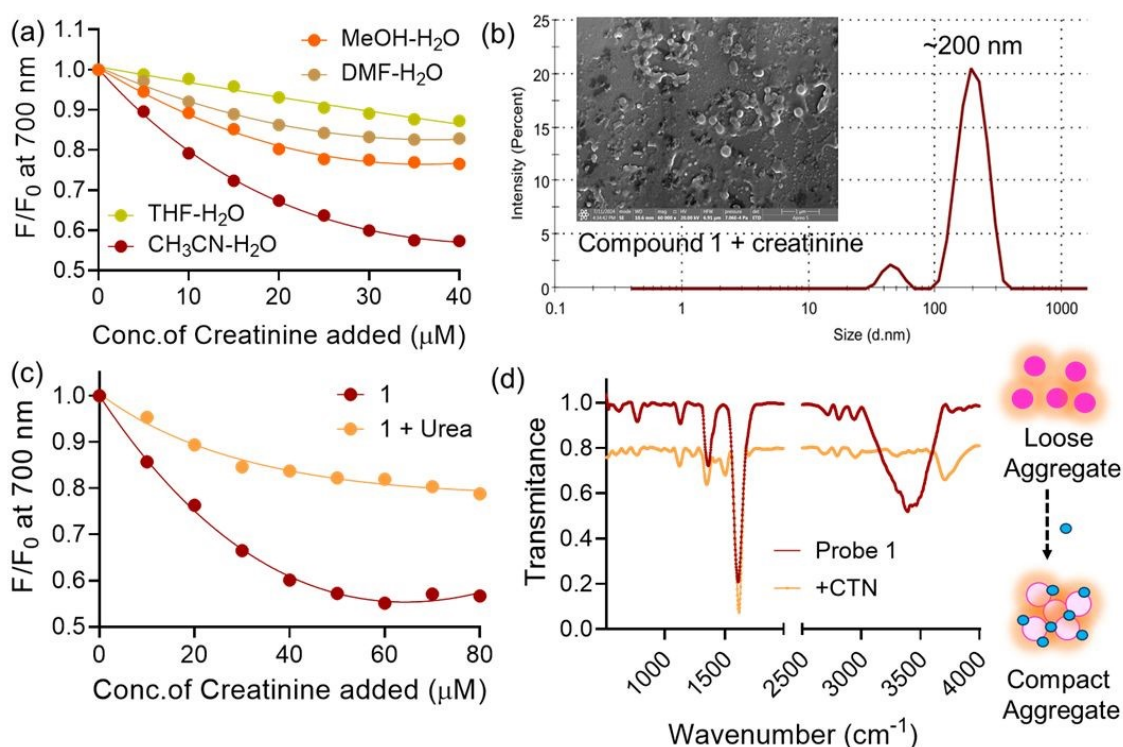 (a)
1.1
1.0
0.9
0.8
0.7
0.6
0.5
F/F₀ at 700 nm
MeOH-H₂O
DMF-H₂O
THF-H₂O
CH₃CN-H₂O
0 10 20 30 40
Conc.of Creatinine added (μM)
(b)
25
20
15
10
5
0
Intensity (Percent)
~200 nm
Compound 1 + creatinine
0.1 1 10 100 1000
Size (d.nm)
(c)
1.0
0.9
0.8
0.7
0.6
0.5
F/F₀ at 700 nm
1
1 + Urea
0 20 40 60 80
Conc.of Creatinine added (μM)
(d)
1.0
0.8
0.6
0.4
0.2
0.0
Transmitance
Probe 1
+CTN
1000 1500 2500 3000 3500 4000
Wavenumber (cm⁻¹)
Loose
Aggregate
Compact
Aggregate